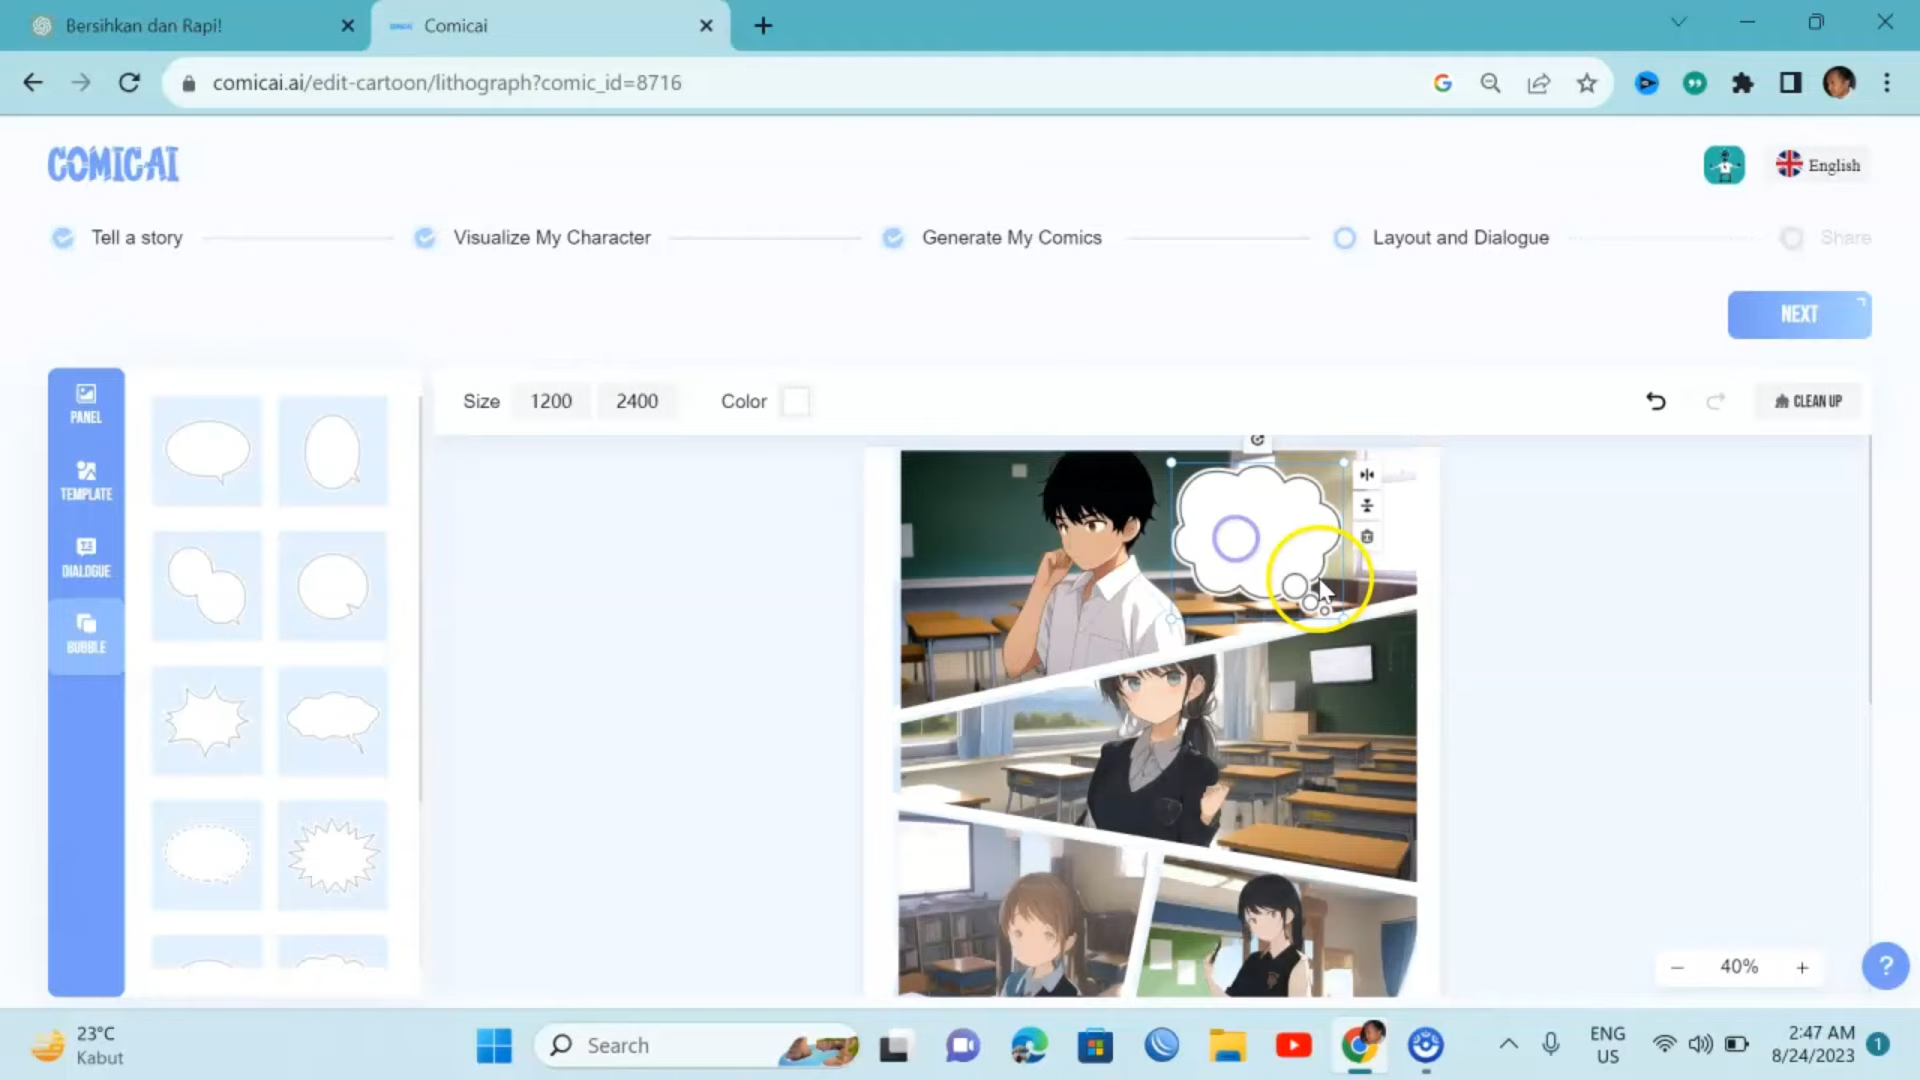 Bersihkan dan Rapi!
Comicai
comicai.ai/edit-cartoon/lithograph?comic_id=8716
COMICAI
English
Tell a story
Visualize My Character
Generate My Comics
Layout and Dialogue
Share
NEXT
PANEL
TEMPLATE
DIALOGUE
BUBBLE
Size 1200 2400 Color
CLEAN UP
40%
?
23°C
Kabut
Search
ENG
US
2:47 AM
8/24/2023
1